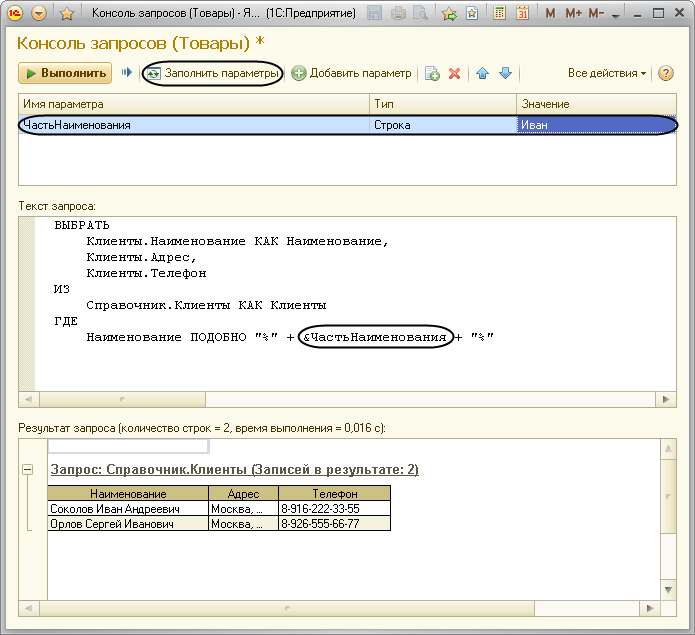 Консоль запросов (Товары) - Я... (1С:Предприятие)
M M+ M-
Консоль запросов (Товары) *
Выполнить Заполнить параметры Добавить параметр Все действия
Имя параметра Тип Значение
ЧастьНаименования Строка Иван
Текст запроса:
ВЫБРАТЬ
Клиенты.Наименование КАК Наименование,
Клиенты.Адрес,
Клиенты.Телефон
ИЗ
Справочник.Клиенты КАК Клиенты
ГДЕ
Наименование ПОДОБНО "%" + &ЧастьНаименования + "%"
Результат запроса (количество строк = 2, время выполнения = 0,016 с):
Запрос: Справочник.Клиенты (Записей в результате: 2)
Наименование Адрес Телефон
Соколов Иван Андреевич Москва, ... 8-916-222-33-55
Орлов Сергей Иванович Москва, ... 8-926-555-66-77